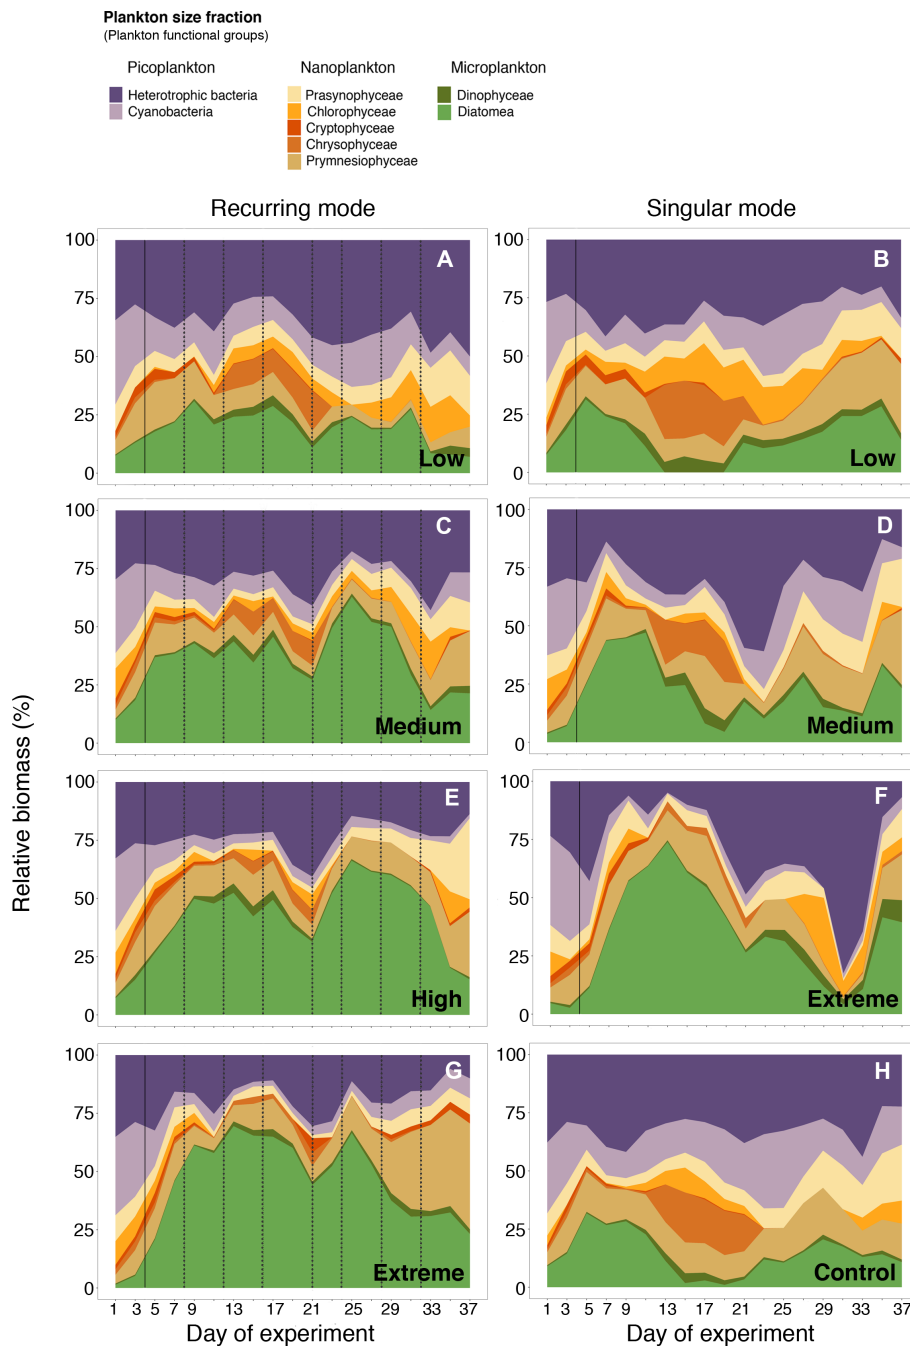 Plankton size fraction
(Plankton functional groups)
Picoplankton
Nanoplankton
Microplankton
Heterotrophic bacteria
Cyanobacteria
Prasynophyceae
Chlorophyceae
Cryptophyceae
Chrysophyceae
Prymnesiophyceae
Dinophyceae
Diatomea
Recurring mode
Singular mode
100
75
50
25
0
A
Low
100
75
50
25
0
B
Low
100
75
50
25
0
C
Medium
100
75
50
25
0
D
Medium
Relative biomass (%)
100
75
50
25
0
E
High
100
75
50
25
0
F
Extreme
100
75
50
25
0
G
Extreme
1 3 5 7 9 13 17 21 25 29 33 37
Day of experiment
100
75
50
25
0
H
Control
1 3 5 7 9 13 17 21 25 29 33 37
Day of experiment